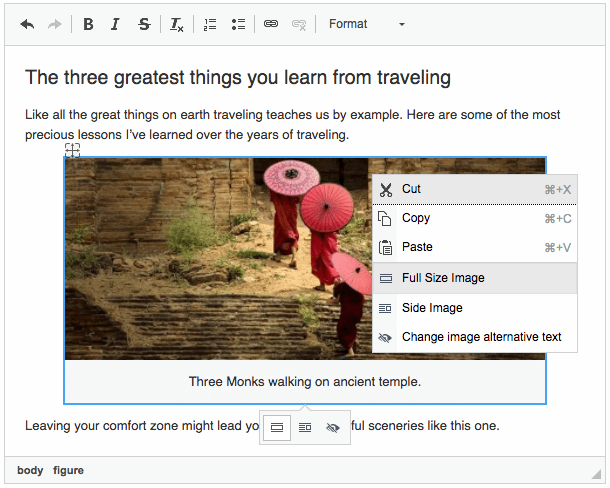 B I S Ix Format
The three greatest things you learn from traveling
Like all the great things on earth traveling teaches us by example. Here are some of the most
precious lessons I've learned over the years of traveling.
Cut ⌘+X
Copy ⌘+C
Paste ⌘+V
Full Size Image
Side Image
Change image alternative text
Three Monks walking on ancient temple.
Leaving your comfort zone might lead yo ful sceneries like this one.
body figure